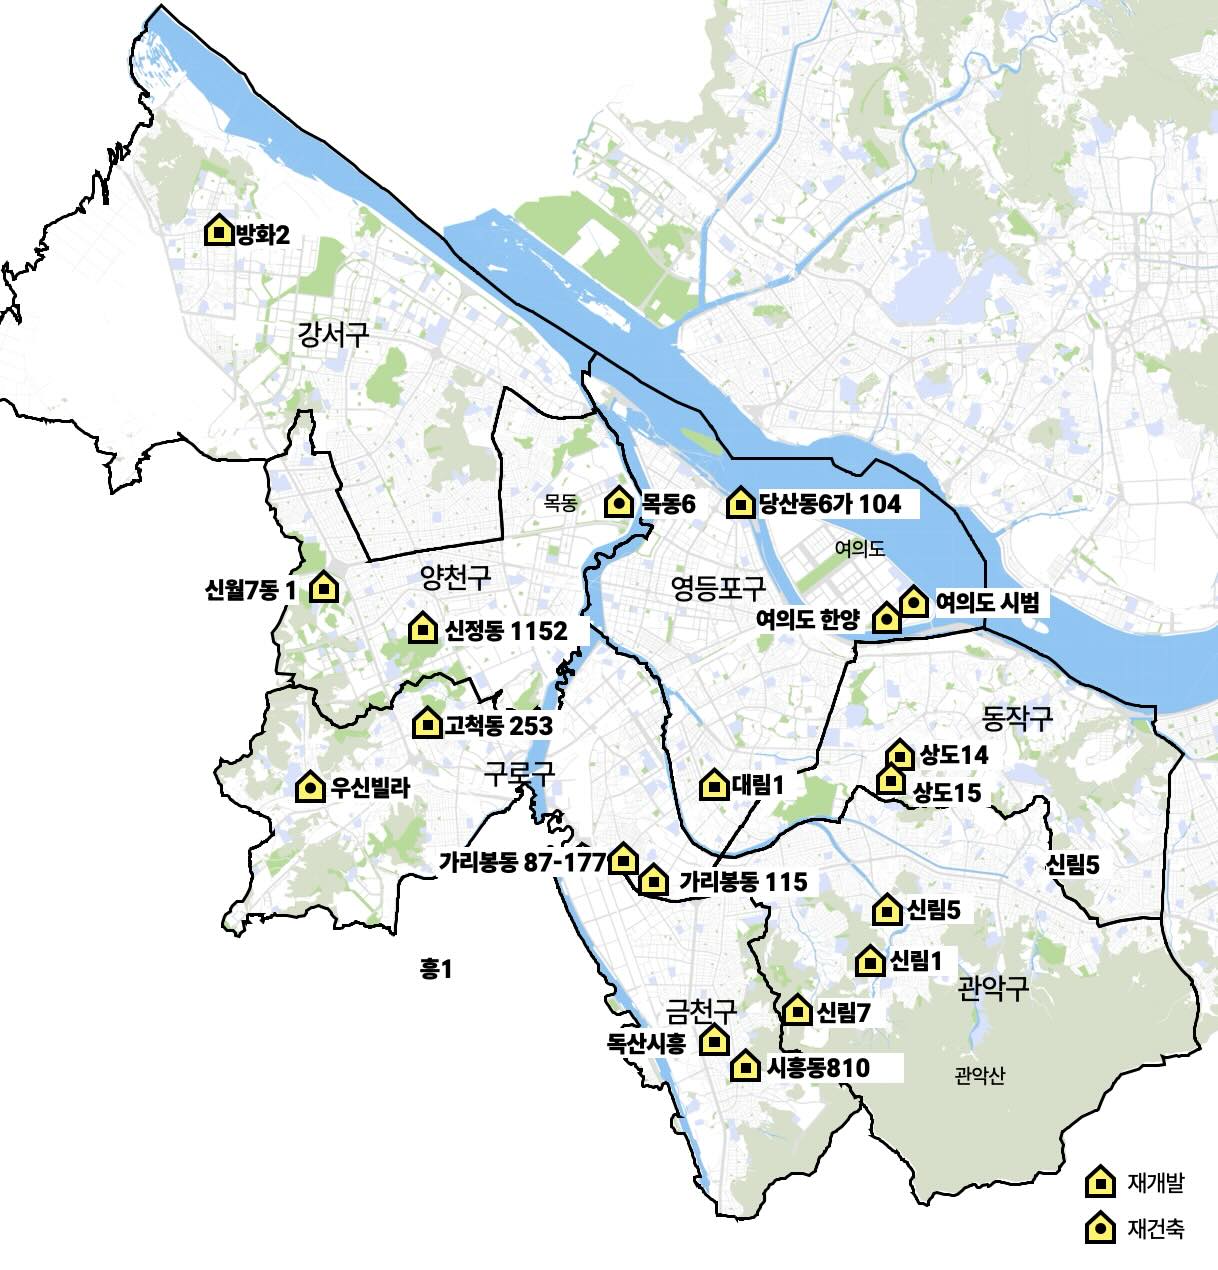 방화2
강서구
목동
목동6
당산동6가 104
여의도
양천구
영등포구
신월7동 1
여의도 시범
여의도 한양
신정동 1152
동작구
고척동 253
상도14
구로구
우신빌라
대림1
상도15
가리봉동 87-177
신림5
가리봉동 115
신림5
신림1
흥1
관악구
금천구
신림7
독산시흥
시흥동810
관악산
재개발
재건축